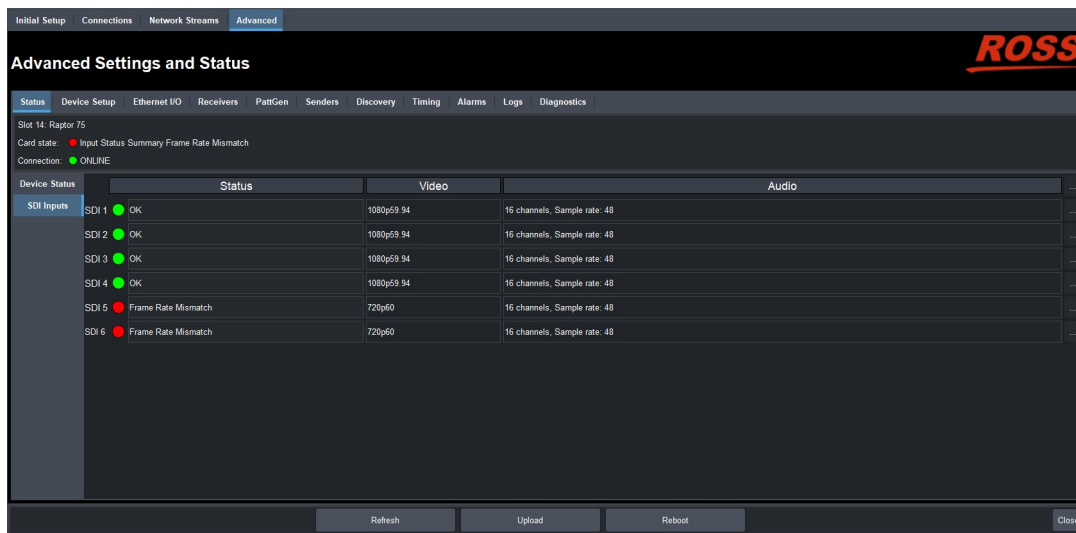 Initial Setup Connections Network Streams Advanced
ROSS
Advanced Settings and Status
Status Device Setup Ethernet I/O Receivers PattGen Senders Discovery Timing Alarms Logs Diagnostics
Slot 14: Raptor 75
Card state: Input Status Summary Frame Rate Mismatch
Connection: ONLINE
Device Status
SDI Inputs
Status Video Audio ...
SDI 1 OK 1080p59.94 16 channels, Sample rate: 48 ...
SDI 2 OK 1080p59.94 16 channels, Sample rate: 48 ...
SDI 3 OK 1080p59.94 16 channels, Sample rate: 48 ...
SDI 4 OK 1080p59.94 16 channels, Sample rate: 48 ...
SDI 5 Frame Rate Mismatch 720p60 16 channels, Sample rate: 48 ...
SDI 6 Frame Rate Mismatch 720p60 16 channels, Sample rate: 48 ...
Refresh Upload Reboot Close